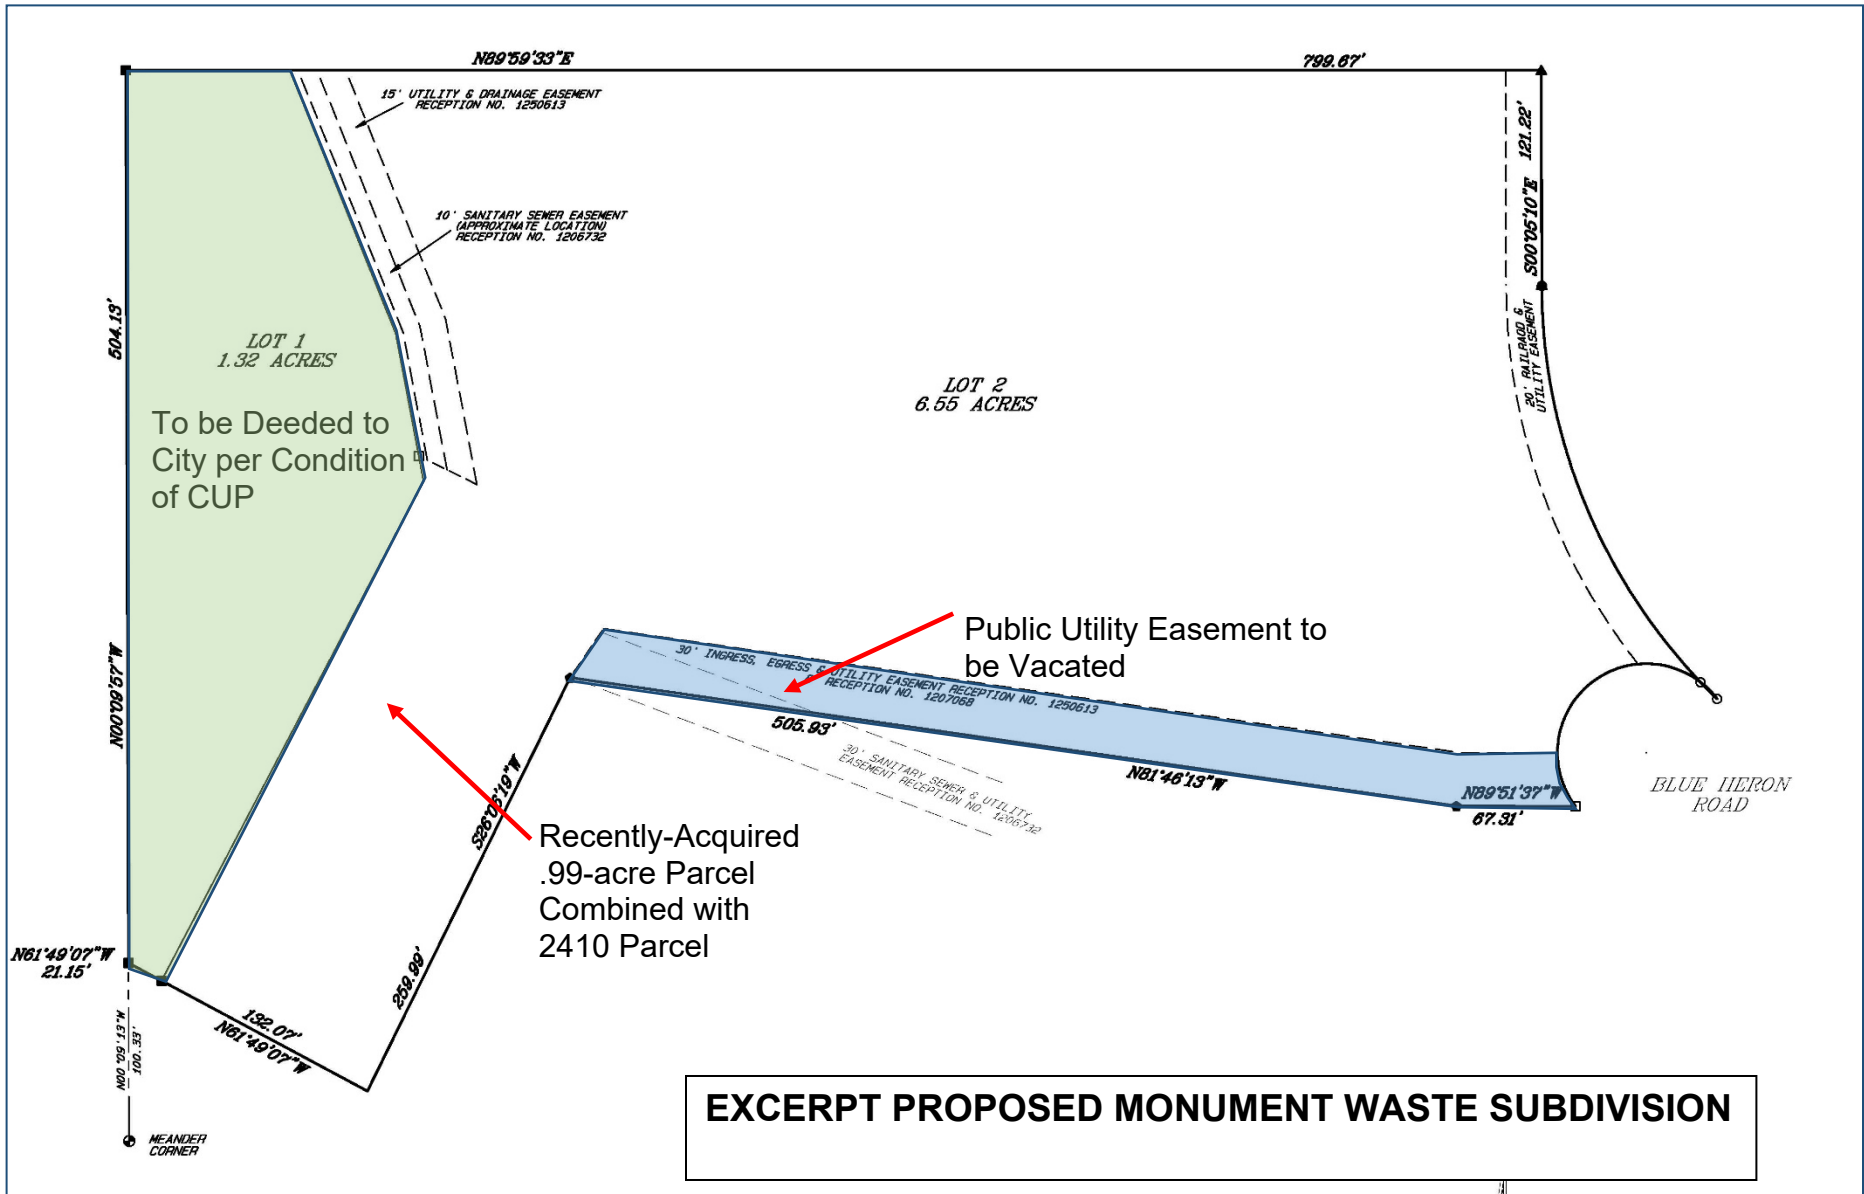 N89°59'33"E
799.67'
15' UTILITY & DRAINAGE EASEMENT
RECEPTION NO. 1250613
10' SANITARY SEWER EASEMENT
(APPROXIMATE LOCATION)
RECEPTION NO. 1206732
S00°05'10"E 121.22'
20' RAILROAD &
UTILITY EASEMENT
504.13'
N00°09'57"W
LOT 1
1.32 ACRES
To be Deeded to
City per Condition
of CUP
LOT 2
6.55 ACRES
Public Utility Easement to
be Vacated
30' INGRESS, EGRESS & UTILITY EASEMENT RECEPTION NO. 1250613
RECEPTION NO. 1207068
505.93'
N81°46'13"W
30' SANITARY SEWER & UTILITY
EASEMENT RECEPTION NO. 1206732
N89°51'37"W
67.31'
BLUE HERON
ROAD
S26°06'19"W
259.99'
Recently-Acquired
.99-acre Parcel
Combined with
2410 Parcel
N61°49'07"W
21.15'
132.07'
N61°49'07"W
N00°09'13"W
100.33'
MEANDER
CORNER
EXCERPT PROPOSED MONUMENT WASTE SUBDIVISION